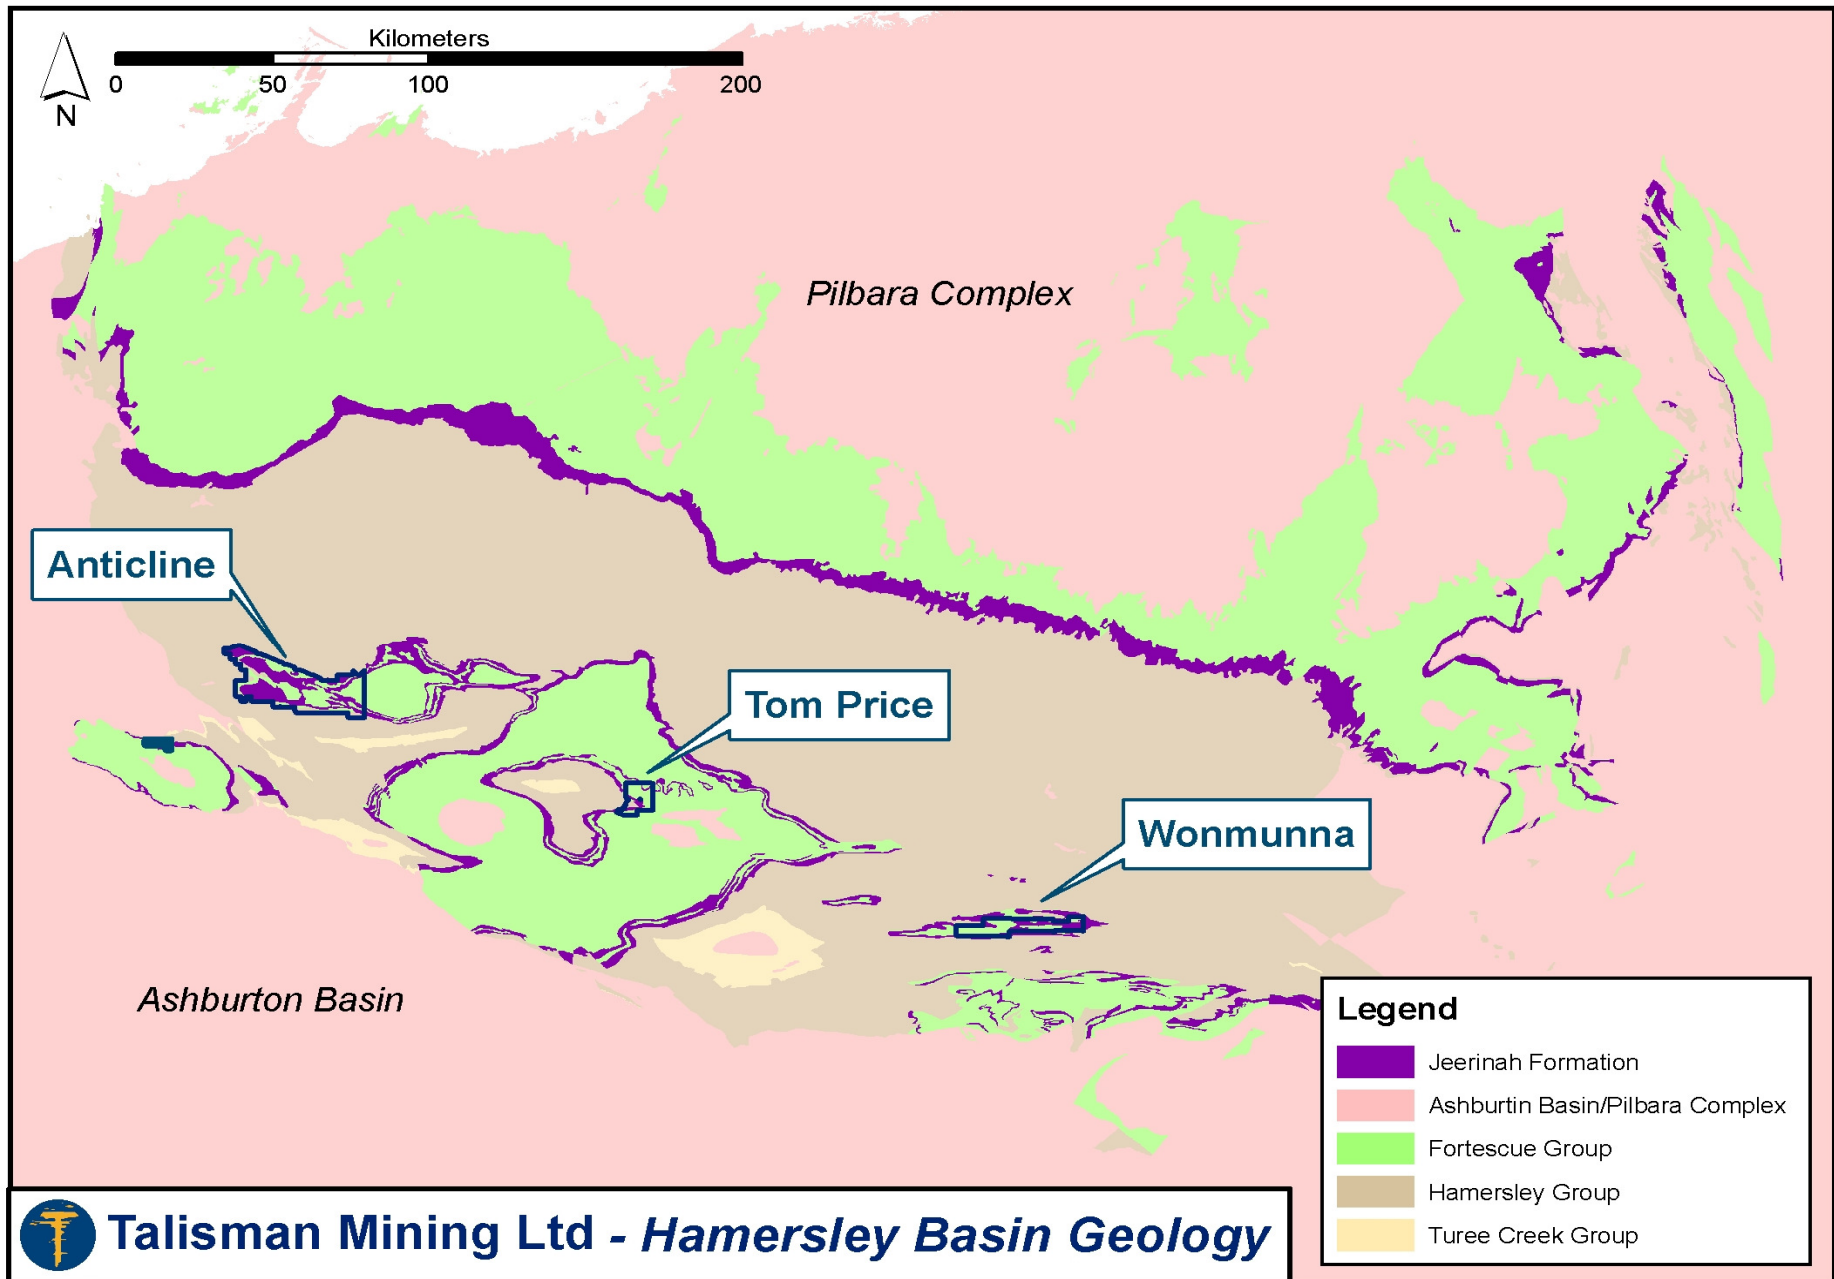 Kilometers
0 50 100 200
N
Pilbara Complex
Anticline
Tom Price
Wonmunna
Ashburton Basin
Legend
Jeerinah Formation
Ashburtin Basin/Pilbara Complex
Fortescue Group
Hamersley Group
Turee Creek Group
Talisman Mining Ltd - Hamersley Basin Geology